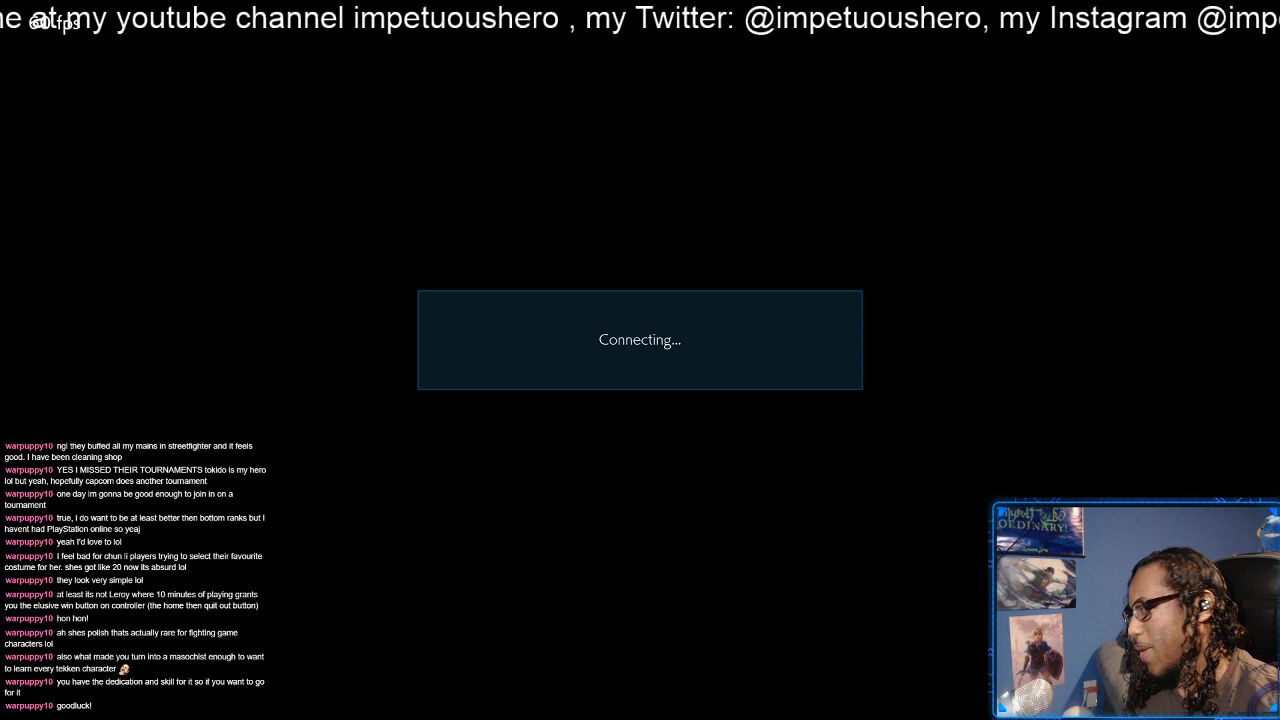 me at my youtube channel impetuoushero , my Twitter: @impetuoushero, my Instagram @imp
60 fps
Connecting...
warpuppy10 ngl they buffed all my mains in streetfighter and it feels
good. I have been cleaning shop
warpuppy10 YES I MISSED THEIR TOURNAMENTS tokido is my hero
lol but yeah, hopefully capcom does another tournament
warpuppy10 one day im gonna be good enough to join in on a
tournament
warpuppy10 true, i do want to be at least better then bottom ranks but I
havent had PlayStation online so yeaj
warpuppy10 yeah I'd love to lol
warpuppy10 I feel bad for chun li players trying to select their favourite
costume for her. shes got like 20 now its absurd lol
warpuppy10 they look very simple lol
warpuppy10 at least its not Leroy where 10 minutes of playing grants
you the elusive win button on controller (the home then quit out button)
warpuppy10 hon hon!
warpuppy10 ah shes polish thats actually rare for fighting game
characters lol
warpuppy10 also what made you turn into a masochist enough to want
to learn every tekken character
warpuppy10 you have the dedication and skill for it so if you want to go
for it
warpuppy10 goodluck!
ORDINARY!